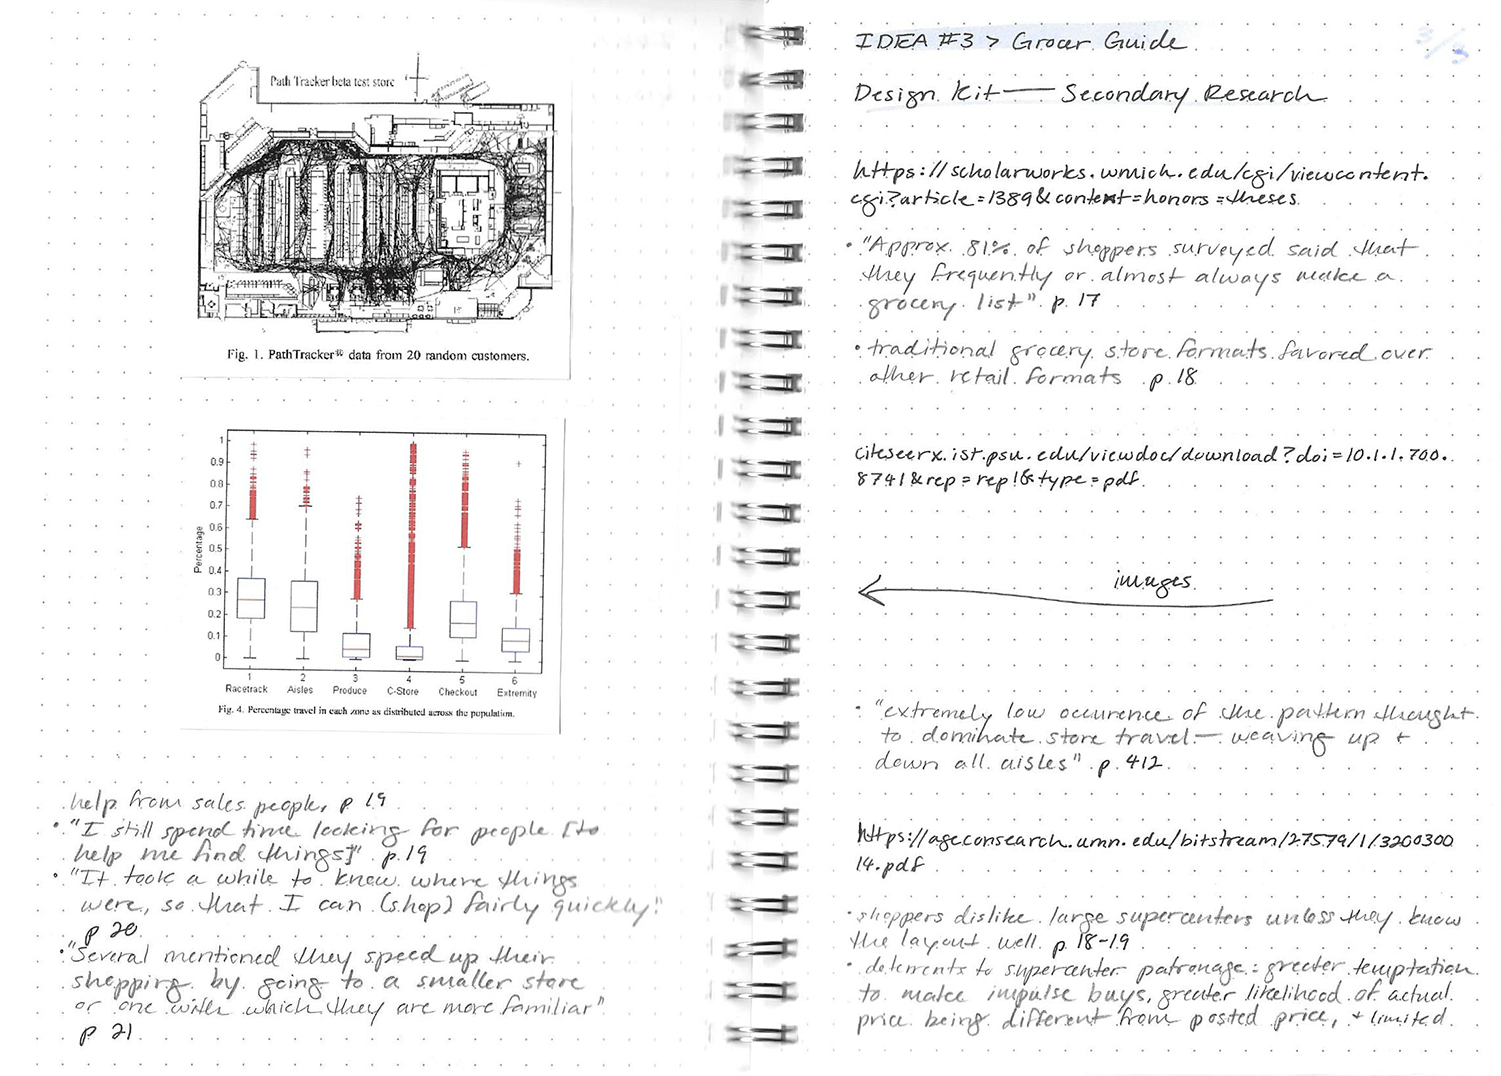 Path Tracker beta test store
Fig. 1. PathTracker® data from 20 random customers.
Percentage
1
0.9
0.8
0.7
0.6
0.5
0.4
0.3
0.2
0.1
0
1 2 3 4 5 6
Racetrack Aisles Produce C-Store Checkout Extremity
Fig. 4. Percentage travel in each zone as distributed across the population.
help from sales people, p 19
• "I still spend time looking for people [to
help me find things]" p.19
• "It took a while to know where things
were, so that I can (shop) fairly quickly."
p 20
• "Several mentioned they speed up their
shopping by going to a smaller store
or one with which they are more familiar"
p 21
IDEA #3 > Grocer Guide
3/3
Design Kit — Secondary Research
https://scholarworks.wmich.edu/cgi/viewcontent.
cgi?article=1389&context=honors=theses
• "Approx. 81% of shoppers surveyed said that
they frequently or almost always make a
grocery list" p. 17
• traditional grocery store formats favored over
other retail formats p. 18
citeseerx.ist.psu.edu/viewdoc/download?doi=10.1.1.700.
8741&rep=rep1&type=pdf
images
• "extremely low occurence of the pattern thought
to dominate store travel — weaving up +
down all aisles" p. 412
https://ageconsearch.umn.edu/bitstream/27579/1/3200300
14.pdf
• shoppers dislike large supercenters unless they know
the layout well. p. 18-19
• deterrents to supercenter patronage: greater temptation
to make impulse buys, greater likelihood of actual
price being different from posted price, + limited